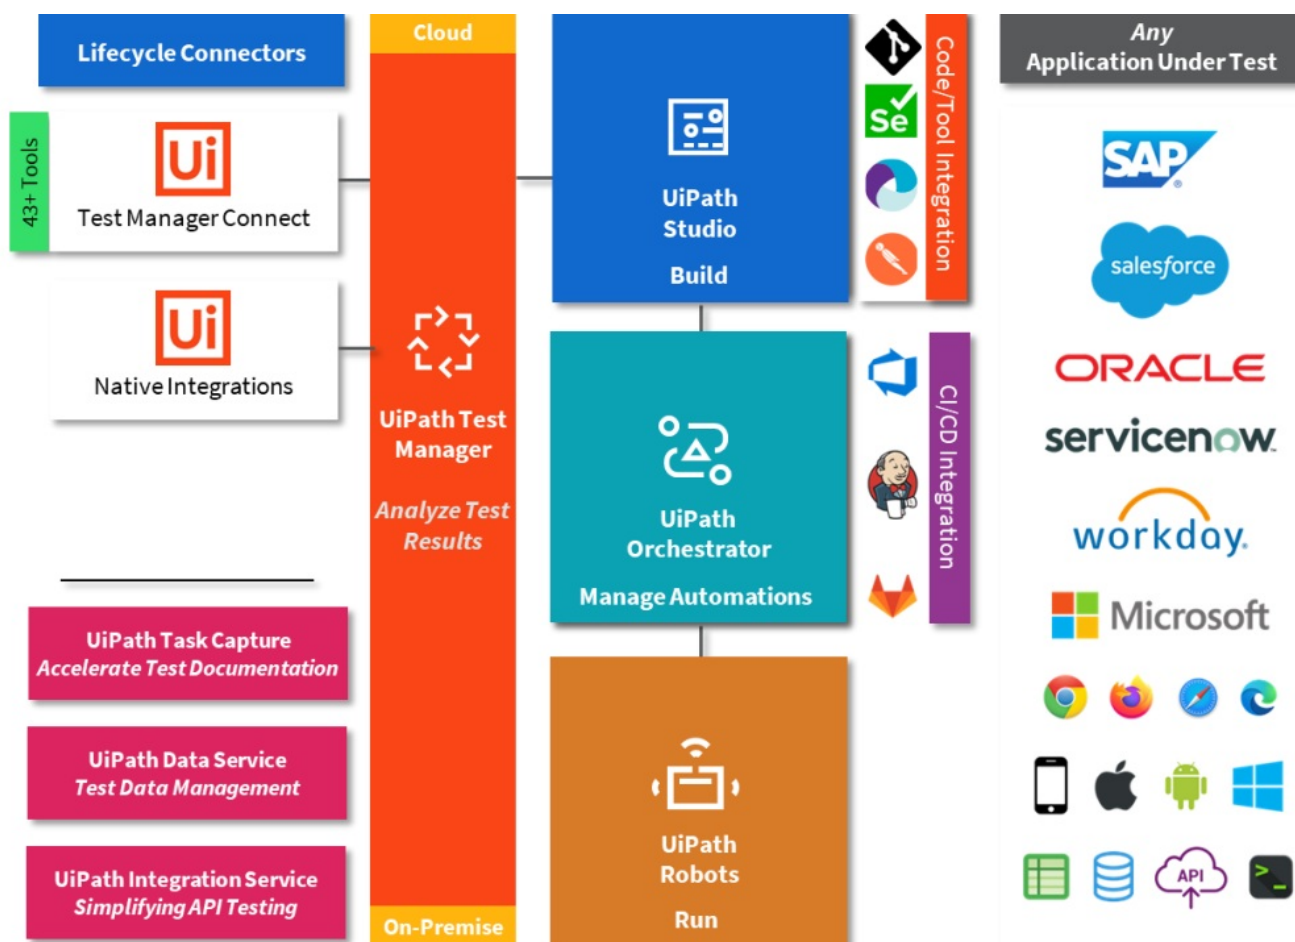 Lifecycle Connectors
43+ Tools
Ui
Test Manager Connect
Ui
Native Integrations
UiPath Task Capture
Accelerate Test Documentation
UiPath Data Service
Test Data Management
UiPath Integration Service
Simplifying API Testing
Cloud
UiPath Test
Manager
Analyze Test
Results
On-Premise
UiPath
Studio
Build
UiPath
Orchestrator
Manage Automations
UiPath
Robots
Run
Se
Code/Tool Integration
CI/CD Integration
Any
Application Under Test
SAP
®
salesforce
ORACLE
servicenow
workday.
Microsoft
API
>_